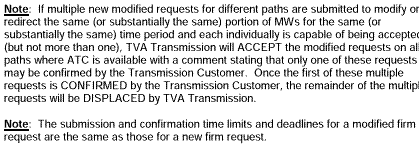 Note:  If multiple new modified requests for different paths are submitted to modify or
redirect the same (or substantially the same) portion of MWs for the same (or
substantially the same) time period and each individually is capable of being accepted
(but not more than one), TVA Transmission will ACCEPT the modified requests on all
paths where ATC is available with a comment stating that only one of these requests
may be confirmed by the Transmission Customer.  Once the first of these multiple
requests is CONFIRMED by the Transmission Customer, the remainder of the multipl
requests will be DISPLACED by TVA Transmission.
Note:  The submission and confirmation time limits and deadlines for a modified firm
request are the same as those for a new firm request.